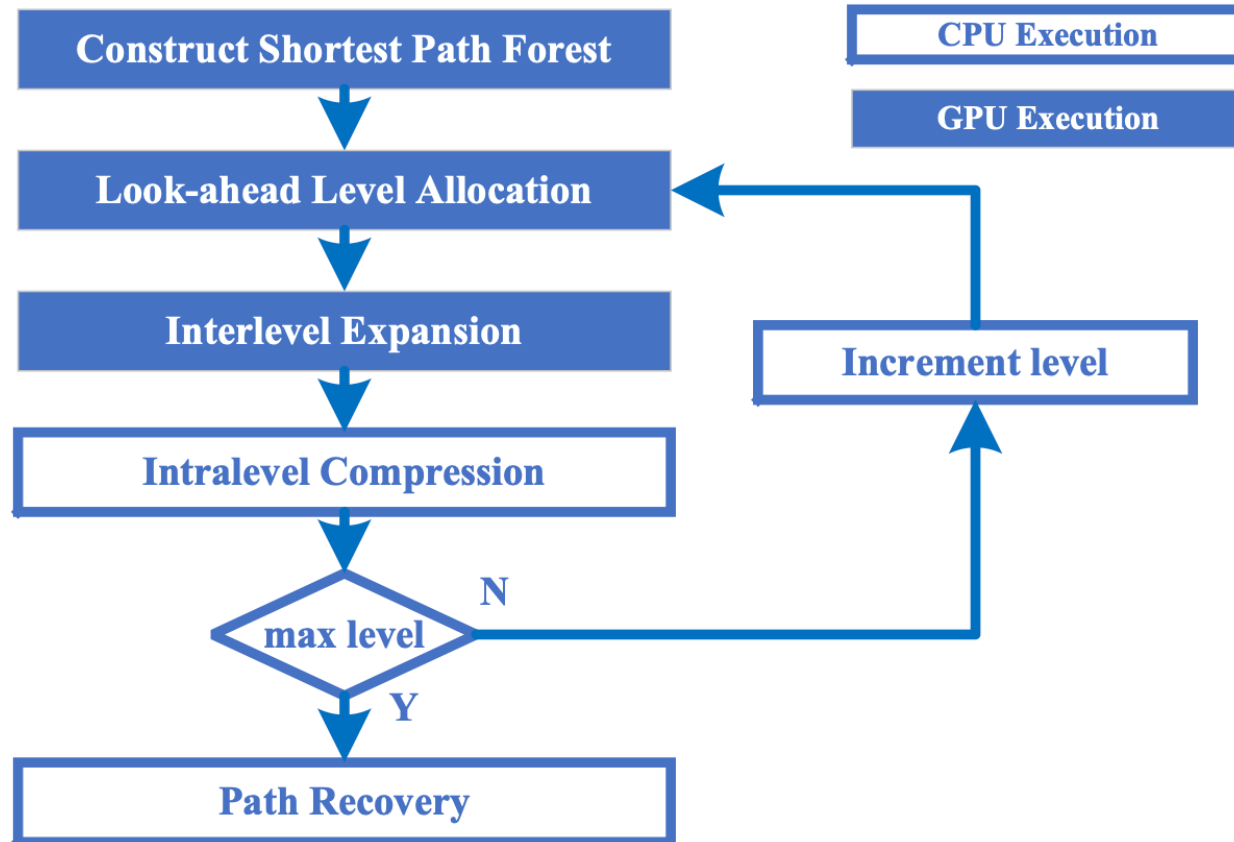 Construct Shortest Path Forest
CPU Execution
GPU Execution
Look-ahead Level Allocation
Interlevel Expansion
Increment level
Intralevel Compression
N
max level
Y
Path Recovery